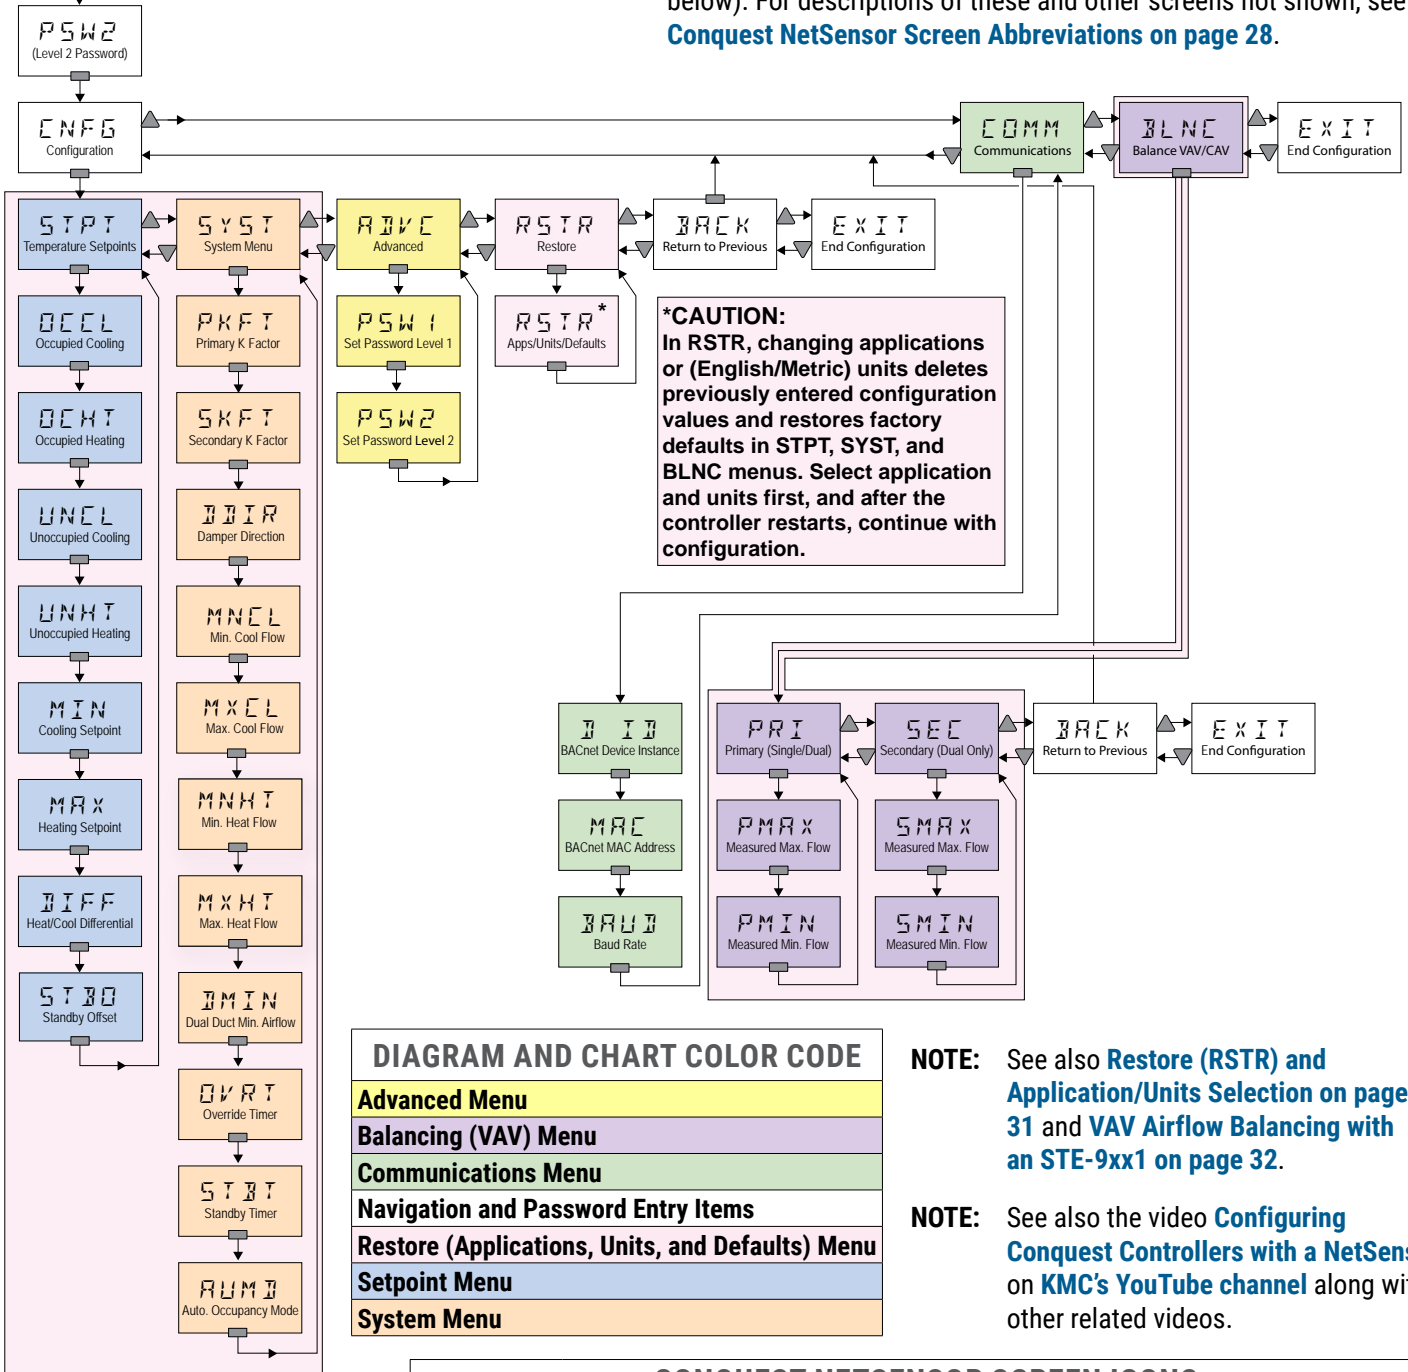 below). For descriptions of these and other screens not shown, see
Conquest NetSensor Screen Abbreviations on page 28.
PSW2
(Level 2 Password)
CNFG
Configuration
COMM
Communications
BLNC
Balance VAV/CAV
EXIT
End Configuration
STPT
Temperature Setpoints
SYST
System Menu
ADVC
Advanced
RSTR
Restore
BACK
Return to Previous
EXIT
End Configuration
OCCL
Occupied Cooling
PKFT
Primary K Factor
PSW1
Set Password Level 1
RSTR*
Apps/Units/Defaults
OCHT
Occupied Heating
SKFT
Secondary K Factor
PSW2
Set Password Level 2
*CAUTION:
In RSTR, changing applications
or (English/Metric) units deletes
previously entered configuration
values and restores factory
defaults in STPT, SYST, and
BLNC menus. Select application
and units first, and after the
controller restarts, continue with
configuration.
UNCL
Unoccupied Cooling
DDIR
Damper Direction
UNHT
Unoccupied Heating
MNCL
Min. Cool Flow
MIN
Cooling Setpoint
MXCL
Max. Cool Flow
MAX
Heating Setpoint
MNHT
Min. Heat Flow
DIFF
Heat/Cool Differential
MXHT
Max. Heat Flow
STBO
Standby Offset
DMIN
Dual Duct Min. Airflow
OVRT
Override Timer
STBT
Standby Timer
AUMD
Auto. Occupancy Mode
D ID
BACnet Device Instance
PRI
Primary (Single/Dual)
SEC
Secondary (Dual Only)
BACK
Return to Previous
EXIT
End Configuration
MAC
BACnet MAC Address
PMAX
Measured Max. Flow
SMAX
Measured Max. Flow
BAUD
Baud Rate
PMIN
Measured Min. Flow
SMIN
Measured Min. Flow
DIAGRAM AND CHART COLOR CODE
Advanced Menu
Balancing (VAV) Menu
Communications Menu
Navigation and Password Entry Items
Restore (Applications, Units, and Defaults) Menu
Setpoint Menu
System Menu
NOTE: See also Restore (RSTR) and
Application/Units Selection on page
31 and VAV Airflow Balancing with
an STE-9xx1 on page 32.
NOTE: See also the video Configuring
Conquest Controllers with a NetSens
on KMC's YouTube channel along wi
other related videos.
CONQUEST NETSENSOR SCREEN ICONS